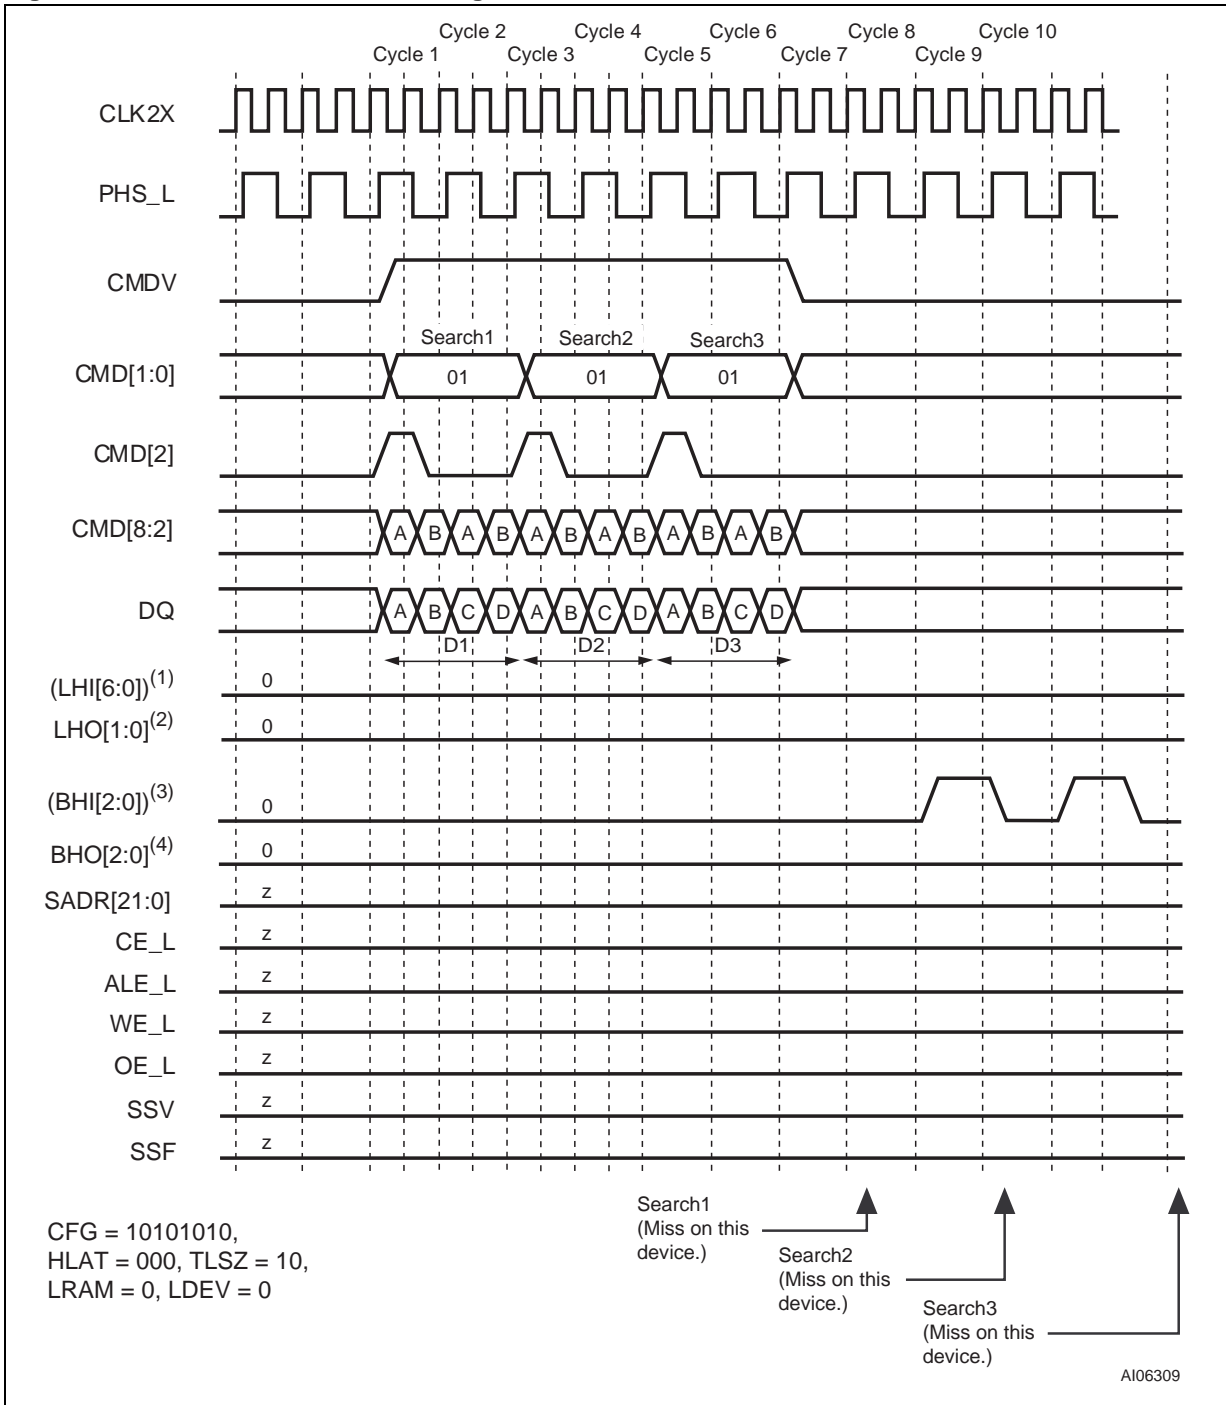 Cycle 2 Cycle 4 Cycle 6 Cycle 8 Cycle 10
Cycle 1 Cycle 3 Cycle 5 Cycle 7 Cycle 9
CLK2X
PHS_L
CMDV
Search1 Search2 Search3
CMD[1:0] 01 01 01
CMD[2]
CMD[8:2] A B A B A B A B A B A B
DQ A B C D A B C D A B C D
D1 D2 D3
(LHI[6:0])(1) 0
LHO[1:0](2) 0
(BHI[2:0])(3) 0
BHO[2:0](4) 0
SADR[21:0] z
CE_L z
ALE_L z
WE_L z
OE_L z
SSV z
SSF z
CFG = 10101010,
HLAT = 000, TLSZ = 10,
LRAM = 0, LDEV = 0
Search1
(Miss on this
device.)
Search2
(Miss on this
device.)
Search3
(Miss on this
device.)
AI06309